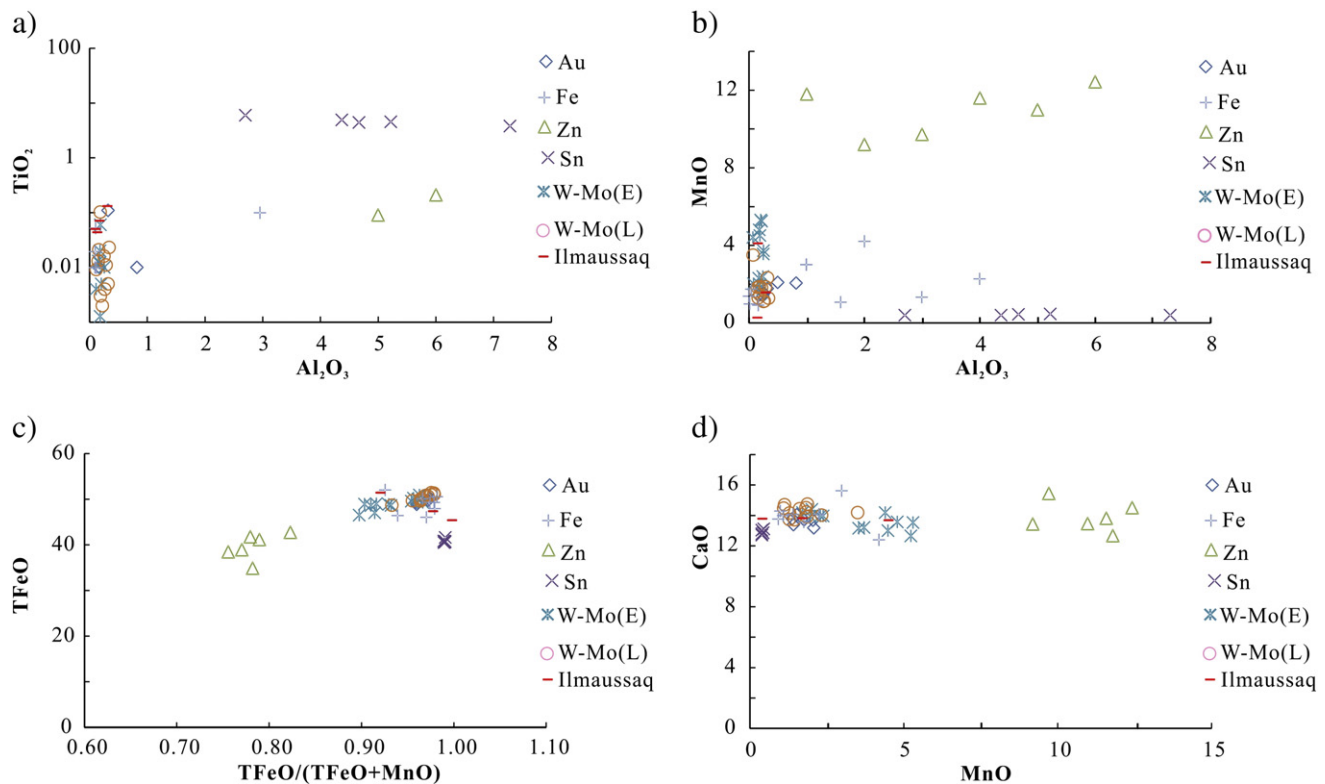 a)
100
1
0.01
TiO₂
0 1 2 3 4 5 6 7 8
Al₂O₃
Au
Fe
Zn
Sn
W-Mo(E)
W-Mo(L)
Ilmaussaq
b)
12
8
4
0
MnO
0 2 4 6 8
Al₂O₃
Au
Fe
Zn
Sn
W-Mo(E)
W-Mo(L)
Ilmaussaq
c)
60
40
20
0
TFeO
0.60 0.70 0.80 0.90 1.00 1.10
TFeO/(TFeO+MnO)
Au
Fe
Zn
Sn
W-Mo(E)
W-Mo(L)
Ilmaussaq
d)
16
12
8
4
0
CaO
0 5 10 15
MnO
Au
Fe
Zn
Sn
W-Mo(E)
W-Mo(L)
Ilmaussaq